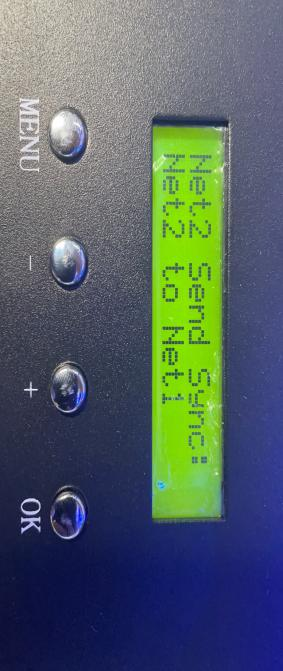 Net2 Send Sync:
Net2 to Net1
MENU - + OK